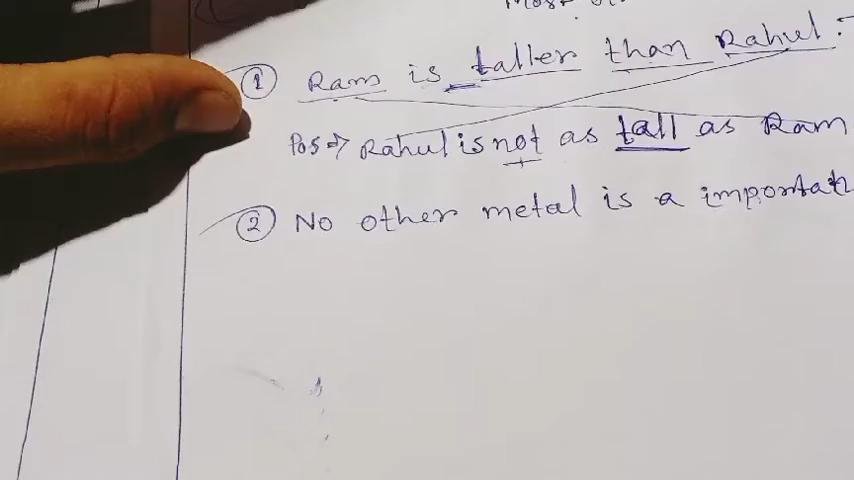 ① Ram is taller than Rahul:
Pos⇒ Rahul is not as tall as Ram
② No other metal is a